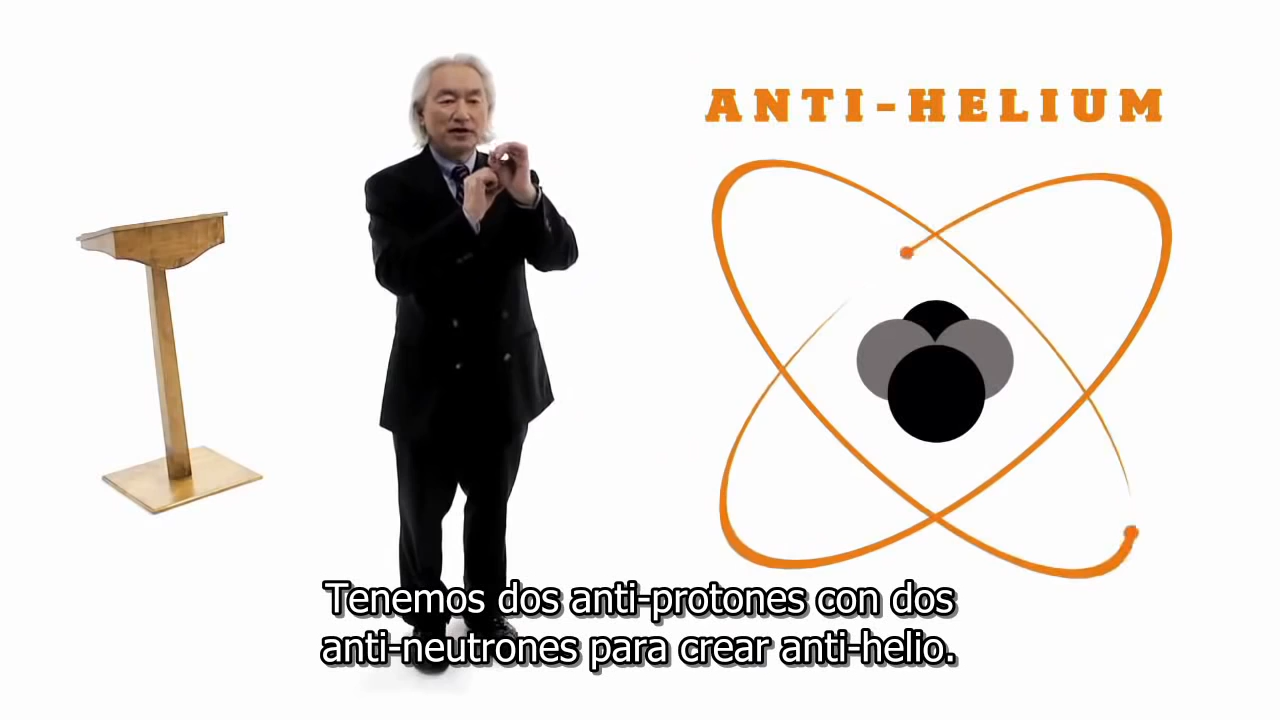 ANTI-HELIUM
Tenemos dos anti-protones con dos
anti-neutrones para crear anti-helio.